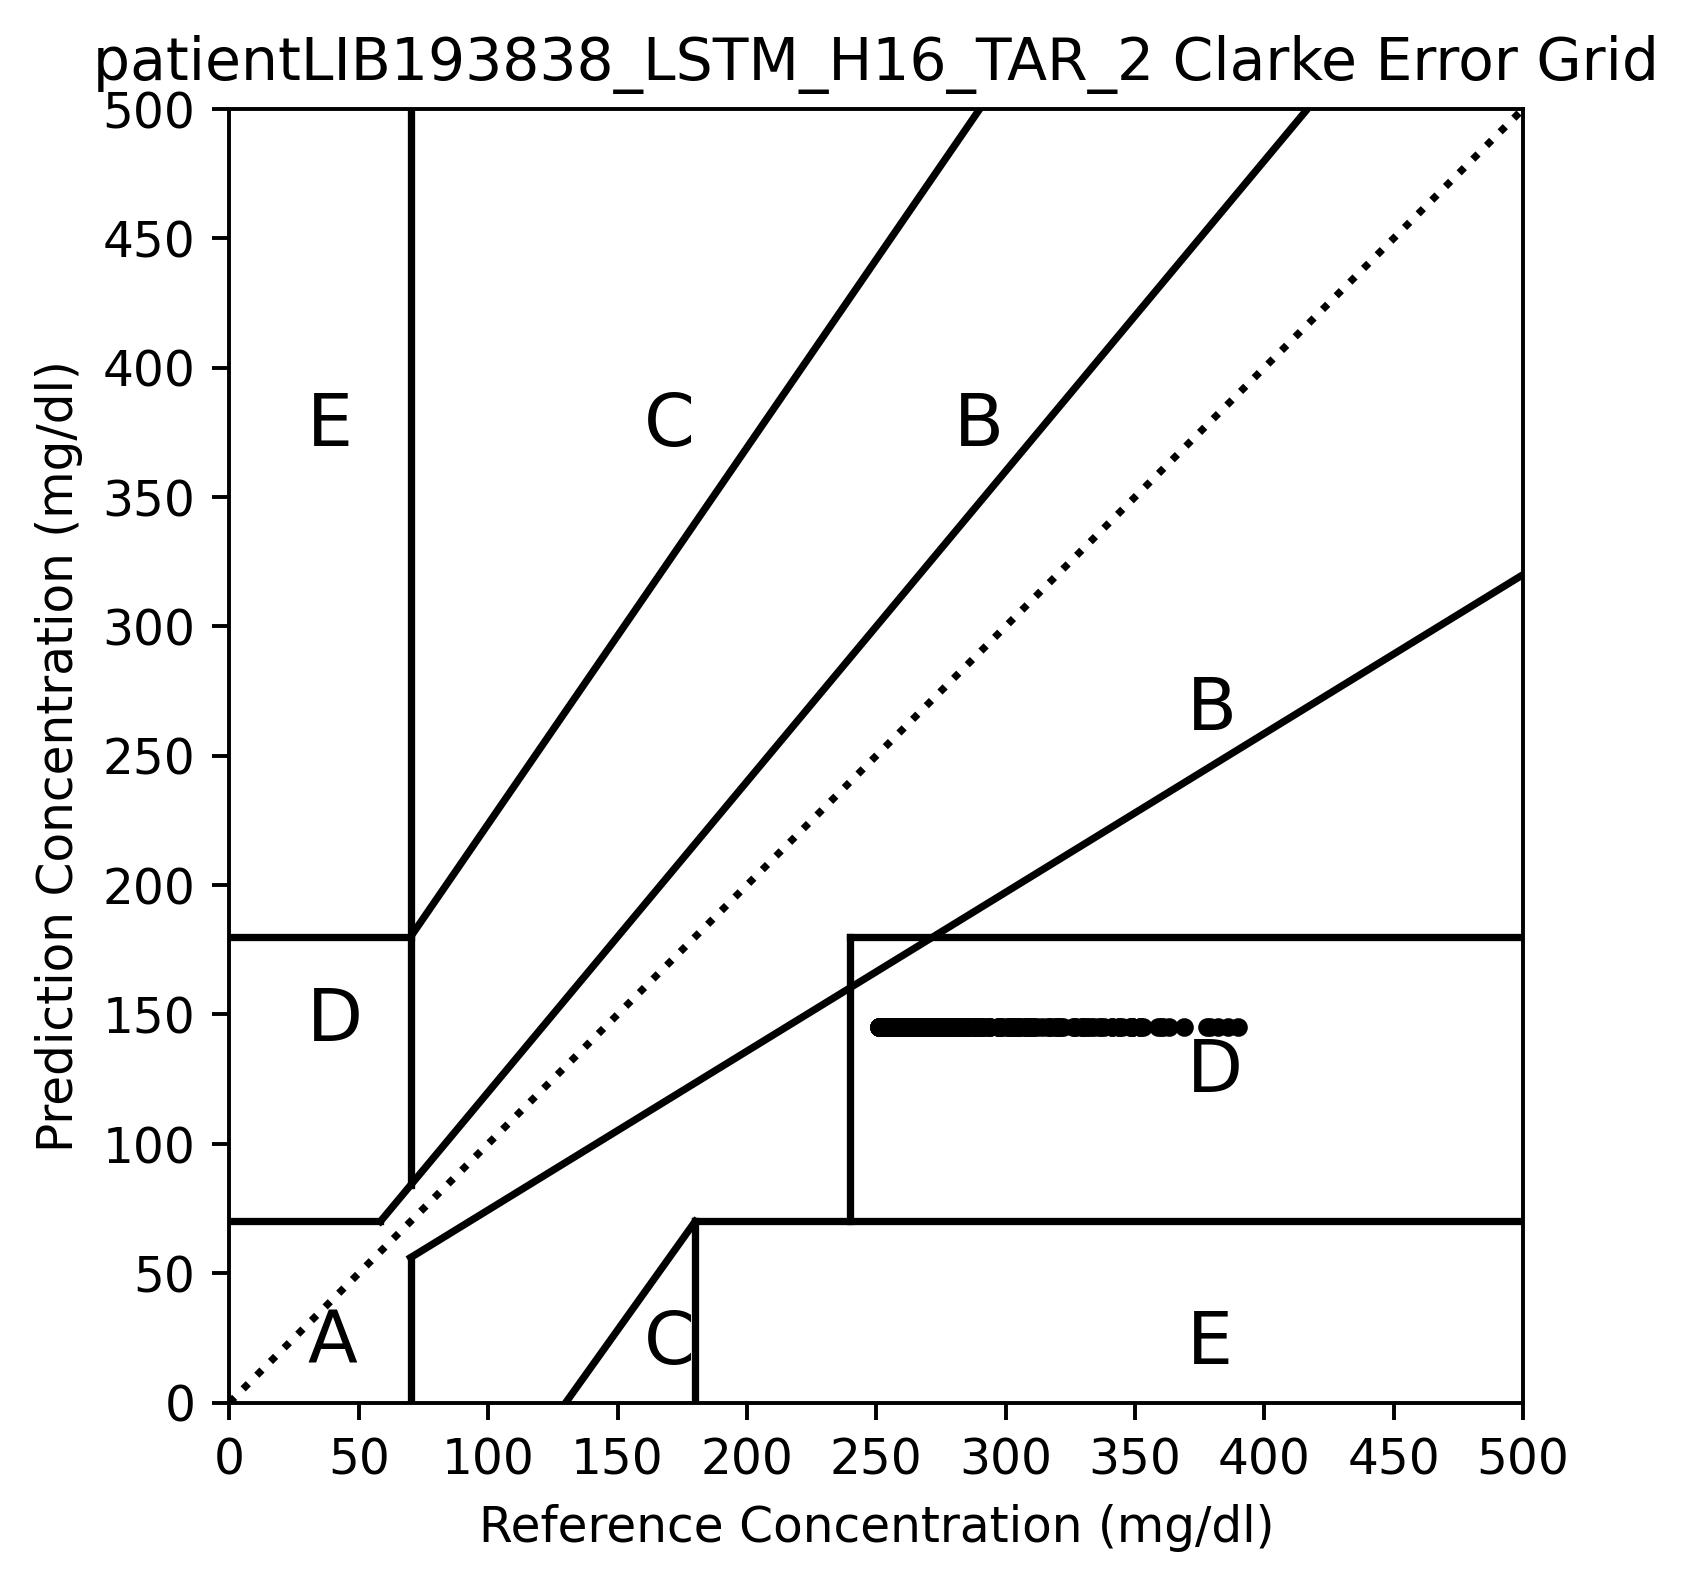 patientLIB193838_LSTM_H16_TAR_2 Clarke Error Grid
500
450
400
350
300
250
200
150
100
50
0
Prediction Concentration (mg/dl)
E
C
B
B
D
D
A
C
E
0 50 100 150 200 250 300 350 400 450 500
Reference Concentration (mg/dl)